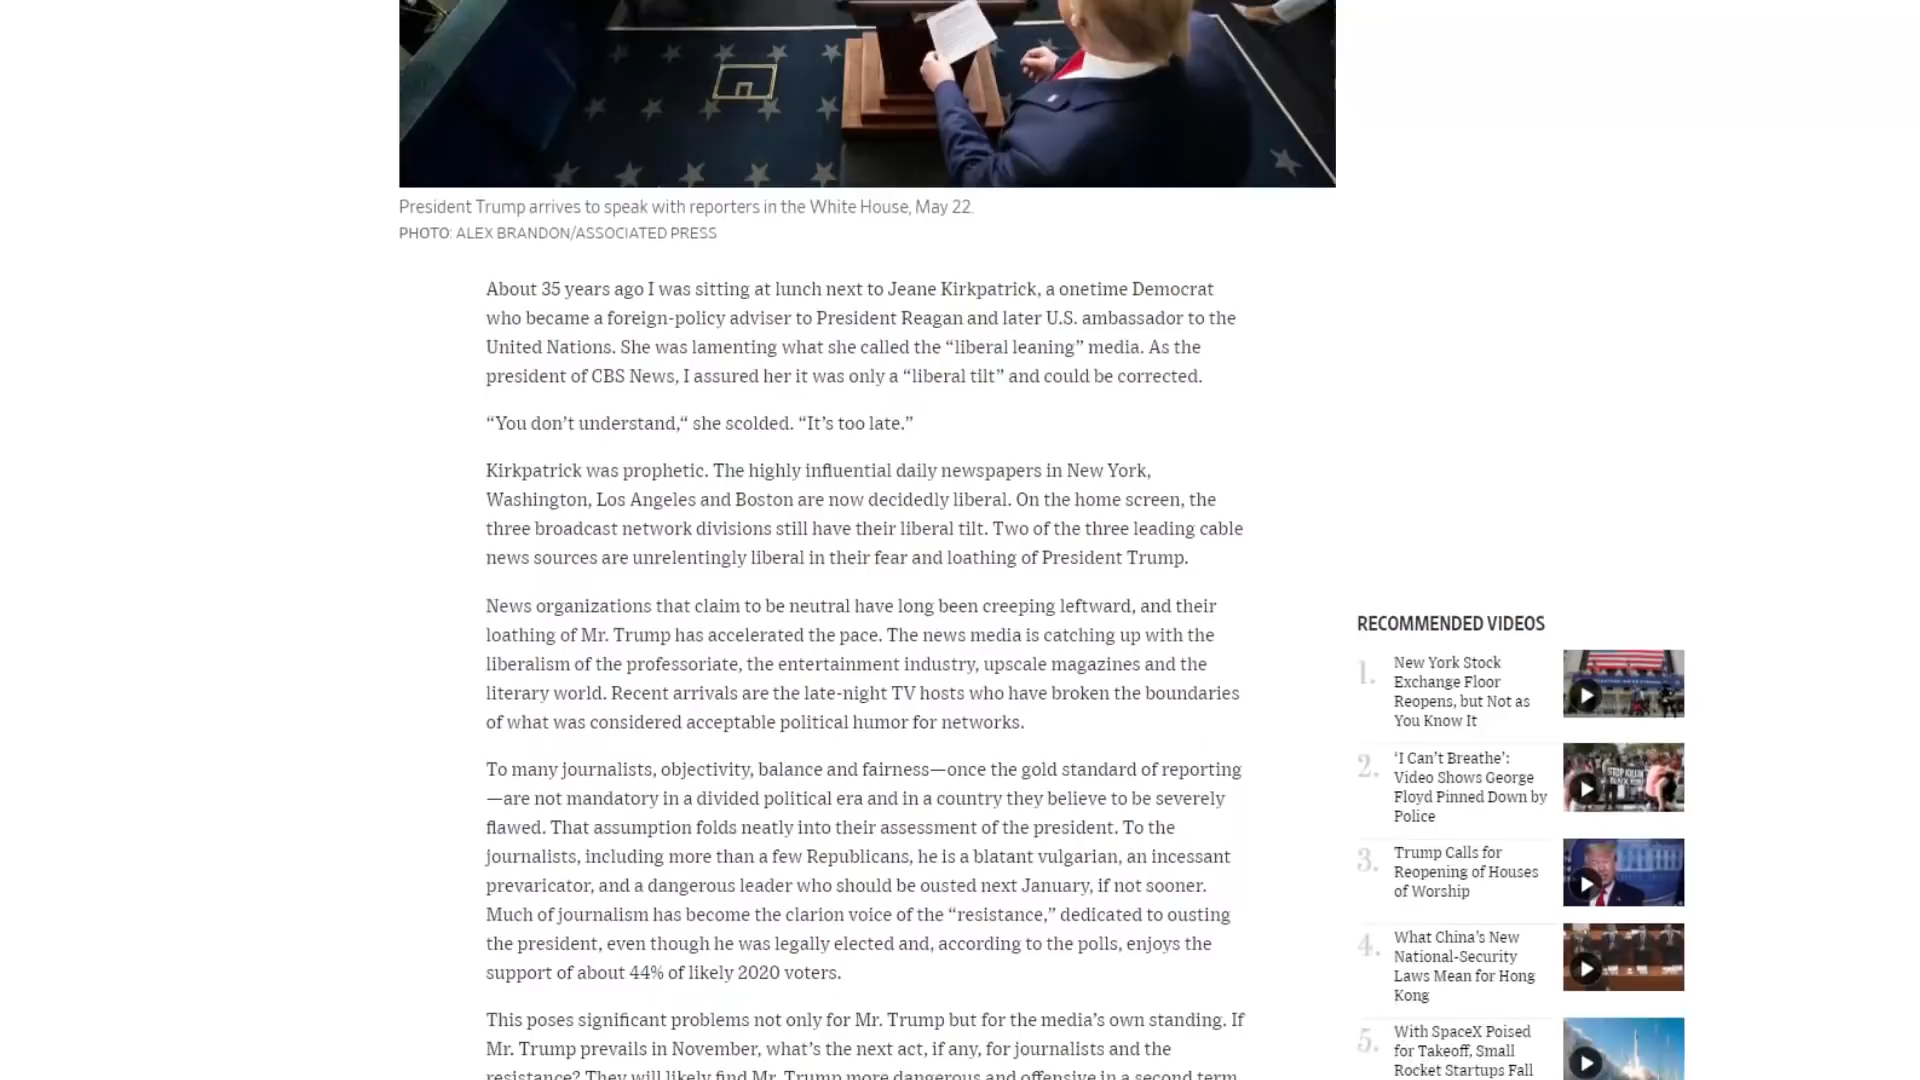 President Trump arrives to speak with reporters in the White House, May 22.
PHOTO: ALEX BRANDON/ASSOCIATED PRESS
About 35 years ago I was sitting at lunch next to Jeane Kirkpatrick, a onetime Democrat
who became a foreign-policy adviser to President Reagan and later U.S. ambassador to the
United Nations. She was lamenting what she called the “liberal leaning” media. As the
president of CBS News, I assured her it was only a “liberal tilt” and could be corrected.
“You don’t understand,“ she scolded. “It’s too late.”
Kirkpatrick was prophetic. The highly influential daily newspapers in New York,
Washington, Los Angeles and Boston are now decidedly liberal. On the home screen, the
three broadcast network divisions still have their liberal tilt. Two of the three leading cable
news sources are unrelentingly liberal in their fear and loathing of President Trump.
News organizations that claim to be neutral have long been creeping leftward, and their
loathing of Mr. Trump has accelerated the pace. The news media is catching up with the
liberalism of the professoriate, the entertainment industry, upscale magazines and the
literary world. Recent arrivals are the late-night TV hosts who have broken the boundaries
of what was considered acceptable political humor for networks.
To many journalists, objectivity, balance and fairness—once the gold standard of reporting
—are not mandatory in a divided political era and in a country they believe to be severely
flawed. That assumption folds neatly into their assessment of the president. To the
journalists, including more than a few Republicans, he is a blatant vulgarian, an incessant
prevaricator, and a dangerous leader who should be ousted next January, if not sooner.
Much of journalism has become the clarion voice of the “resistance,” dedicated to ousting
the president, even though he was legally elected and, according to the polls, enjoys the
support of about 44% of likely 2020 voters.
This poses significant problems not only for Mr. Trump but for the media’s own standing. If
Mr. Trump prevails in November, what’s the next act, if any, for journalists and the
resistance? They will likely find Mr. Trump more dangerous and offensive in a second term
RECOMMENDED VIDEOS
1. New York Stock
Exchange Floor
Reopens, but Not as
You Know It
2. ‘I Can’t Breathe’:
Video Shows George
Floyd Pinned Down by
Police
3. Trump Calls for
Reopening of Houses
of Worship
4. What China’s New
National-Security
Laws Mean for Hong
Kong
5. With SpaceX Poised
for Takeoff, Small
Rocket Startups Fall